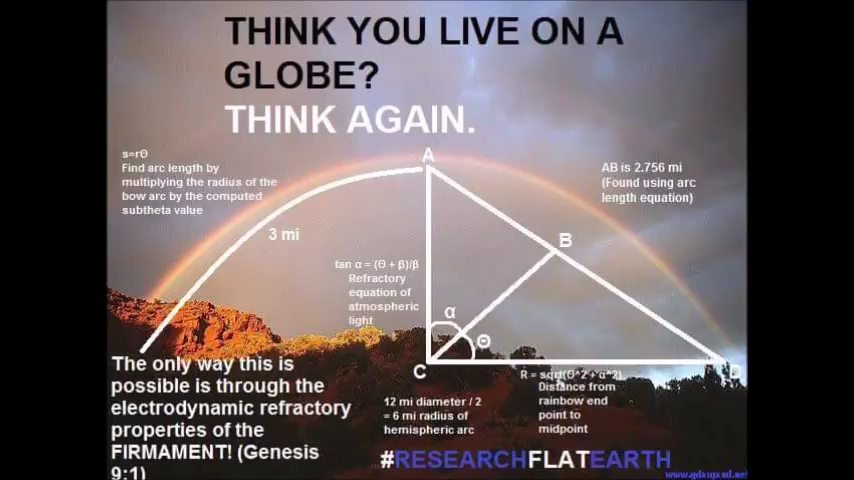 THINK YOU LIVE ON A
GLOBE?
THINK AGAIN.
s=rΘ
Find arc length by
multiplying the radius of the
bow arc by the computed
subtheta value
A
AB is 2.756 mi
(Found using arc
length equation)
3 mi
B
tan α = (Θ + β)/β
Refractory
equation of
atmospheric
light
α
Θ
C
D
The only way this is
possible is through the
electrodynamic refractory
properties of the
FIRMAMENT! (Genesis
9:1)
12 mi diameter / 2
= 6 mi radius of
hemispheric arc
R = sqrt(Θ^2 + α^2)
Distance from
rainbow end
point to
midpoint
#RESEARCHFLATEARTH